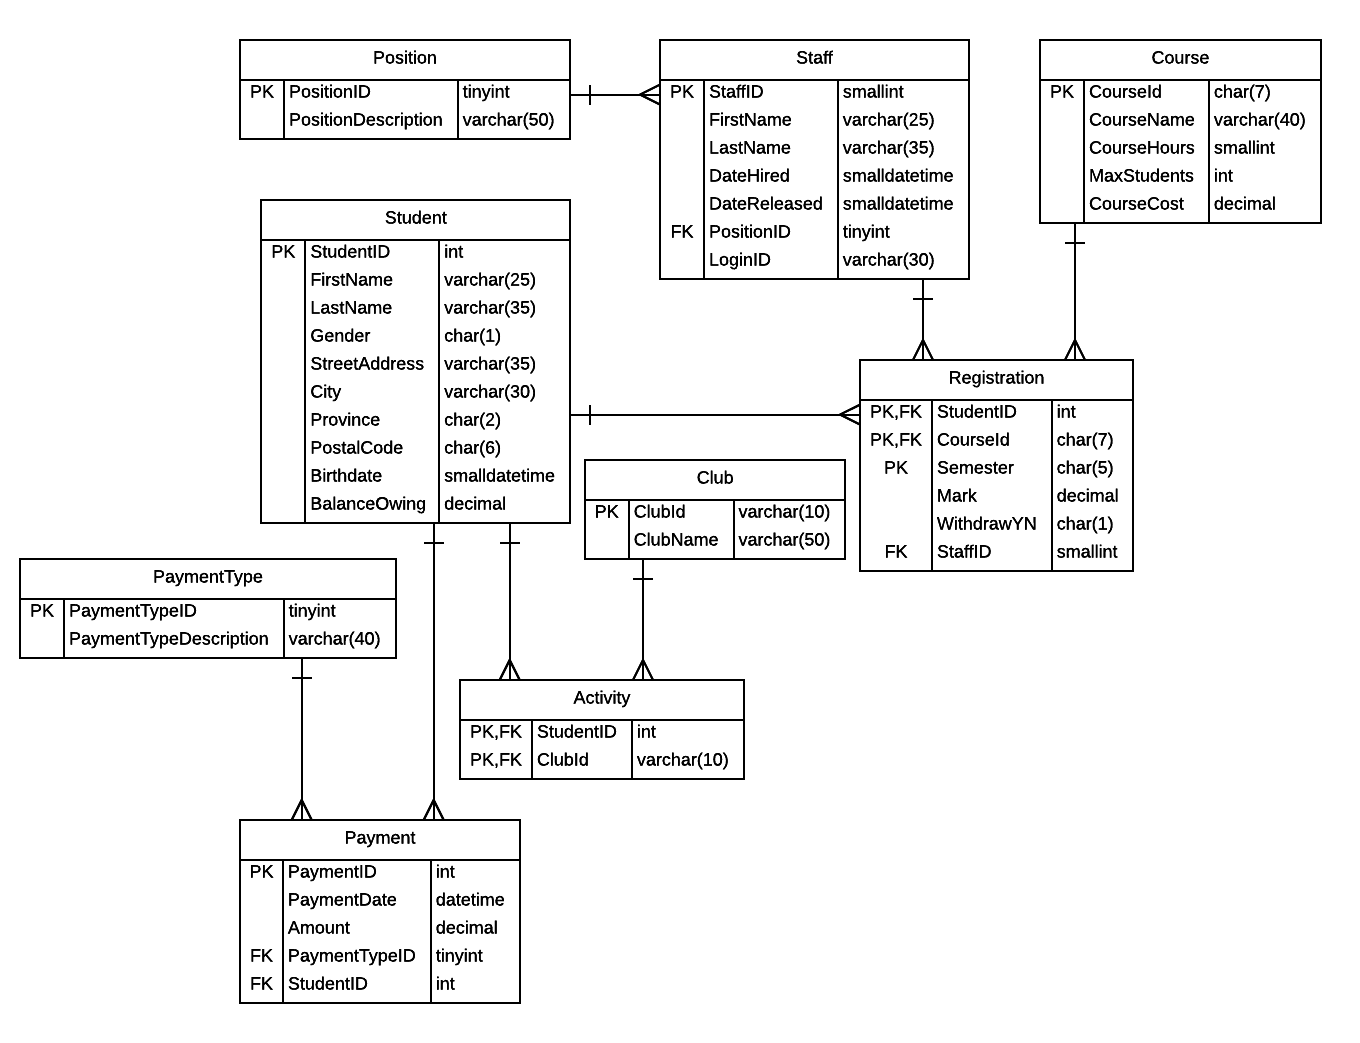 Position
PK PositionID tinyint
PositionDescription varchar(50)
Staff
PK StaffID smallint
FirstName varchar(25)
LastName varchar(35)
DateHired smalldatetime
DateReleased smalldatetime
FK PositionID tinyint
LoginID varchar(30)
Course
PK CourseId char(7)
CourseName varchar(40)
CourseHours smallint
MaxStudents int
CourseCost decimal
Student
PK StudentID int
FirstName varchar(25)
LastName varchar(35)
Gender char(1)
StreetAddress varchar(35)
City varchar(30)
Province char(2)
PostalCode char(6)
Birthdate smalldatetime
BalanceOwing decimal
Registration
PK,FK StudentID int
PK,FK CourseId char(7)
PK Semester char(5)
Mark decimal
WithdrawYN char(1)
FK StaffID smallint
Club
PK ClubId varchar(10)
ClubName varchar(50)
PaymentType
PK PaymentTypeID tinyint
PaymentTypeDescription varchar(40)
Activity
PK,FK StudentID int
PK,FK ClubId varchar(10)
Payment
PK PaymentID int
PaymentDate datetime
Amount decimal
FK PaymentTypeID tinyint
FK StudentID int